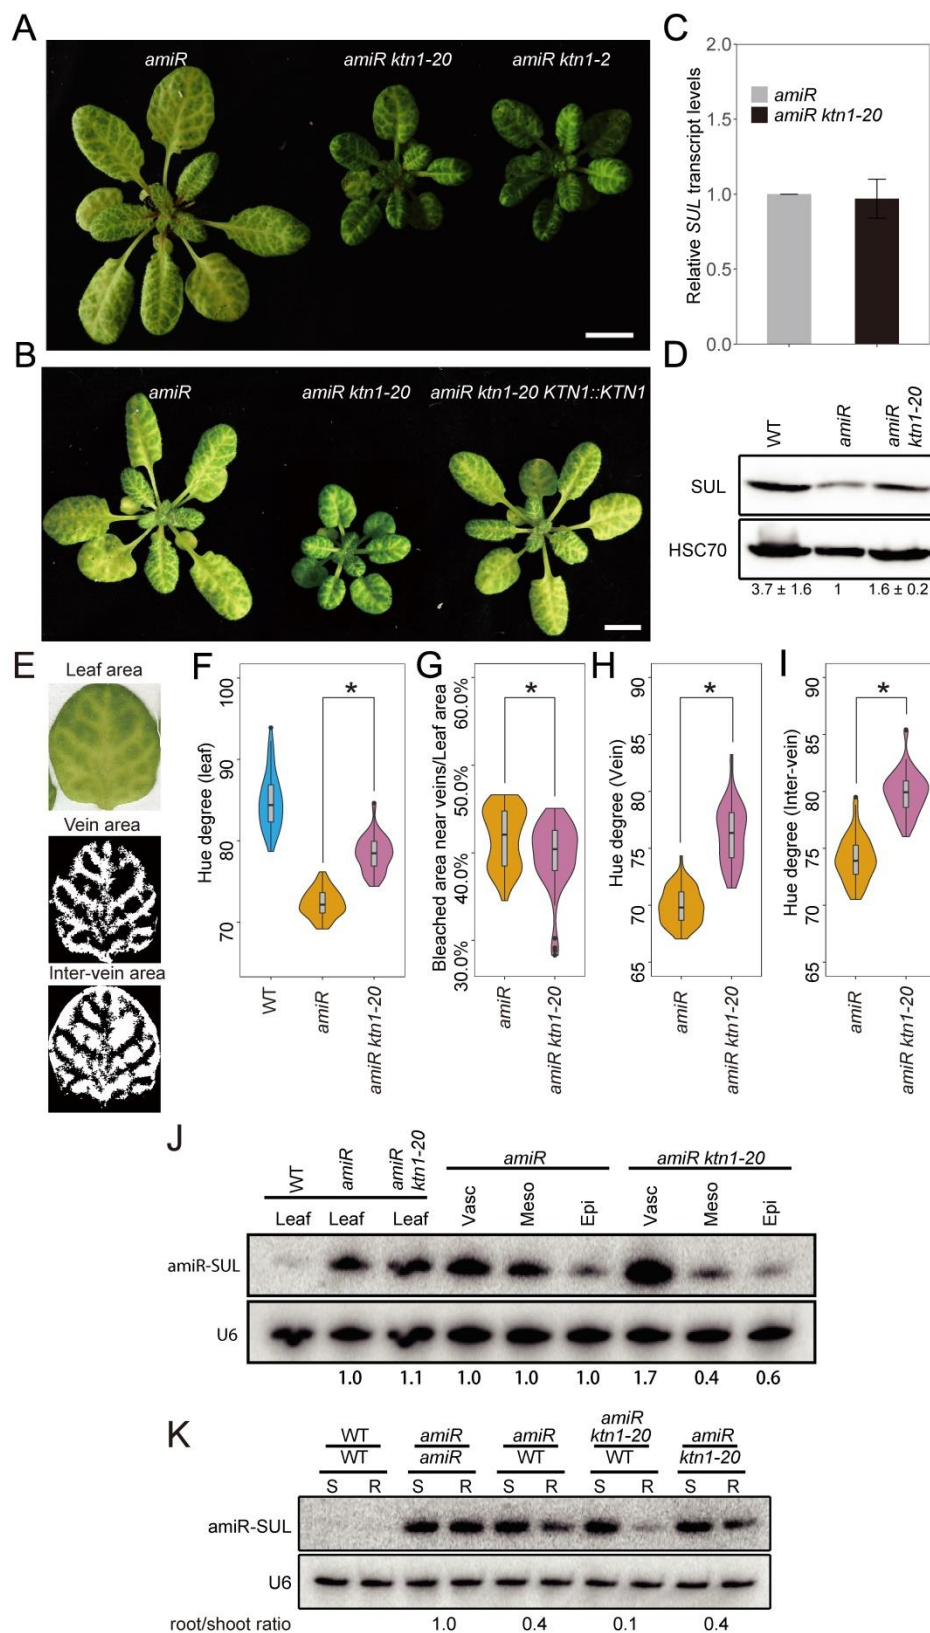 A
amiR
amiR ktn1-20
amiR ktn1-2
B
amiR
amiR ktn1-20
amiR ktn1-20 KTN1::KTN1
C
Relative SUL transcript levels
2.0
1.5
1.0
0.5
0.0
amiR
amiR ktn1-20
D
WT
amiR
amiR
ktn1-20
SUL
HSC70
3.7 ± 1.6 1 1.6 ± 0.2
E
Leaf area
Vein area
Inter-vein area
F
Hue degree (leaf)
100
90
80
70
WT
amiR
amiR ktn1-20
*
G
Bleached area near veins/Leaf area
60.0%
50.0%
40.0%
30.0%
amiR
amiR ktn1-20
*
H
Hue degree (Vein)
90
85
80
75
70
65
amiR
amiR ktn1-20
*
I
Hue degree (Inter-vein)
90
85
80
75
70
65
amiR
amiR ktn1-20
*
J
WT
amiR
amiR
ktn1-20
amiR
amiR ktn1-20
Leaf Leaf Leaf Vasc Meso Epi Vasc Meso Epi
amiR-SUL
U6
1.0 1.1 1.0 1.0 1.0 1.7 0.4 0.6
K
WT
WT
amiR
amiR
amiR
WT
amiR
ktn1-20
WT
amiR
ktn1-20
S R S R S R S R S R
amiR-SUL
U6
root/shoot ratio 1.0 0.4 0.1 0.4